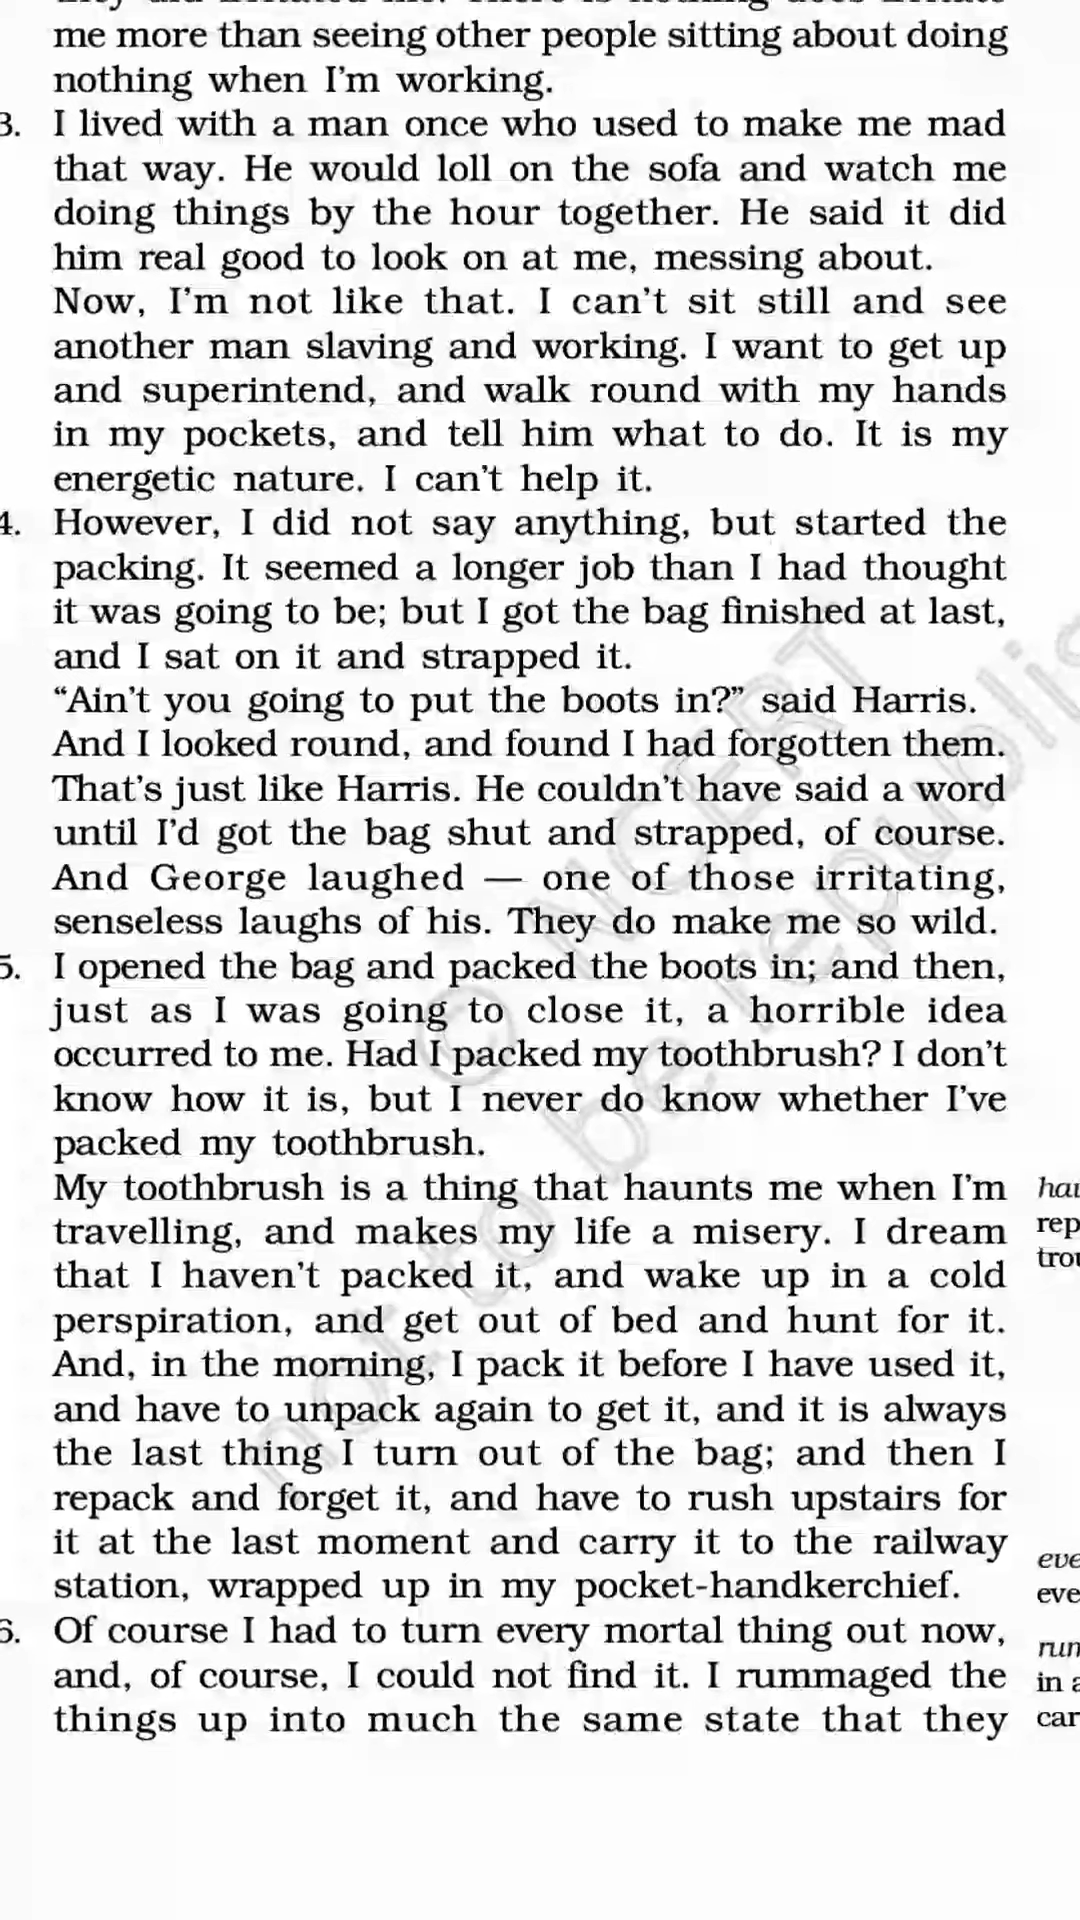 me more than seeing other people sitting about doing
nothing when I'm working.
3. I lived with a man once who used to make me mad
that way. He would loll on the sofa and watch me
doing things by the hour together. He said it did
him real good to look on at me, messing about.
Now, I'm not like that. I can't sit still and see
another man slaving and working. I want to get up
and superintend, and walk round with my hands
in my pockets, and tell him what to do. It is my
energetic nature. I can't help it.
4. However, I did not say anything, but started the
packing. It seemed a longer job than I had thought
it was going to be; but I got the bag finished at last,
and I sat on it and strapped it.
“Ain't you going to put the boots in?” said Harris.
And I looked round, and found I had forgotten them.
That's just like Harris. He couldn't have said a word
until I'd got the bag shut and strapped, of course.
And George laughed — one of those irritating,
senseless laughs of his. They do make me so wild.
5. I opened the bag and packed the boots in; and then,
just as I was going to close it, a horrible idea
occurred to me. Had I packed my toothbrush? I don't
know how it is, but I never do know whether I've
packed my toothbrush.
My toothbrush is a thing that haunts me when I'm
travelling, and makes my life a misery. I dream
that I haven't packed it, and wake up in a cold
perspiration, and get out of bed and hunt for it.
And, in the morning, I pack it before I have used it,
and have to unpack again to get it, and it is always
the last thing I turn out of the bag; and then I
repack and forget it, and have to rush upstairs for
it at the last moment and carry it to the railway
station, wrapped up in my pocket-handkerchief.
6. Of course I had to turn every mortal thing out now,
and, of course, I could not find it. I rummaged the
things up into much the same state that they
© NCERT
not to be republis
hau
rep
trou
eve
eve
rum
in a
car